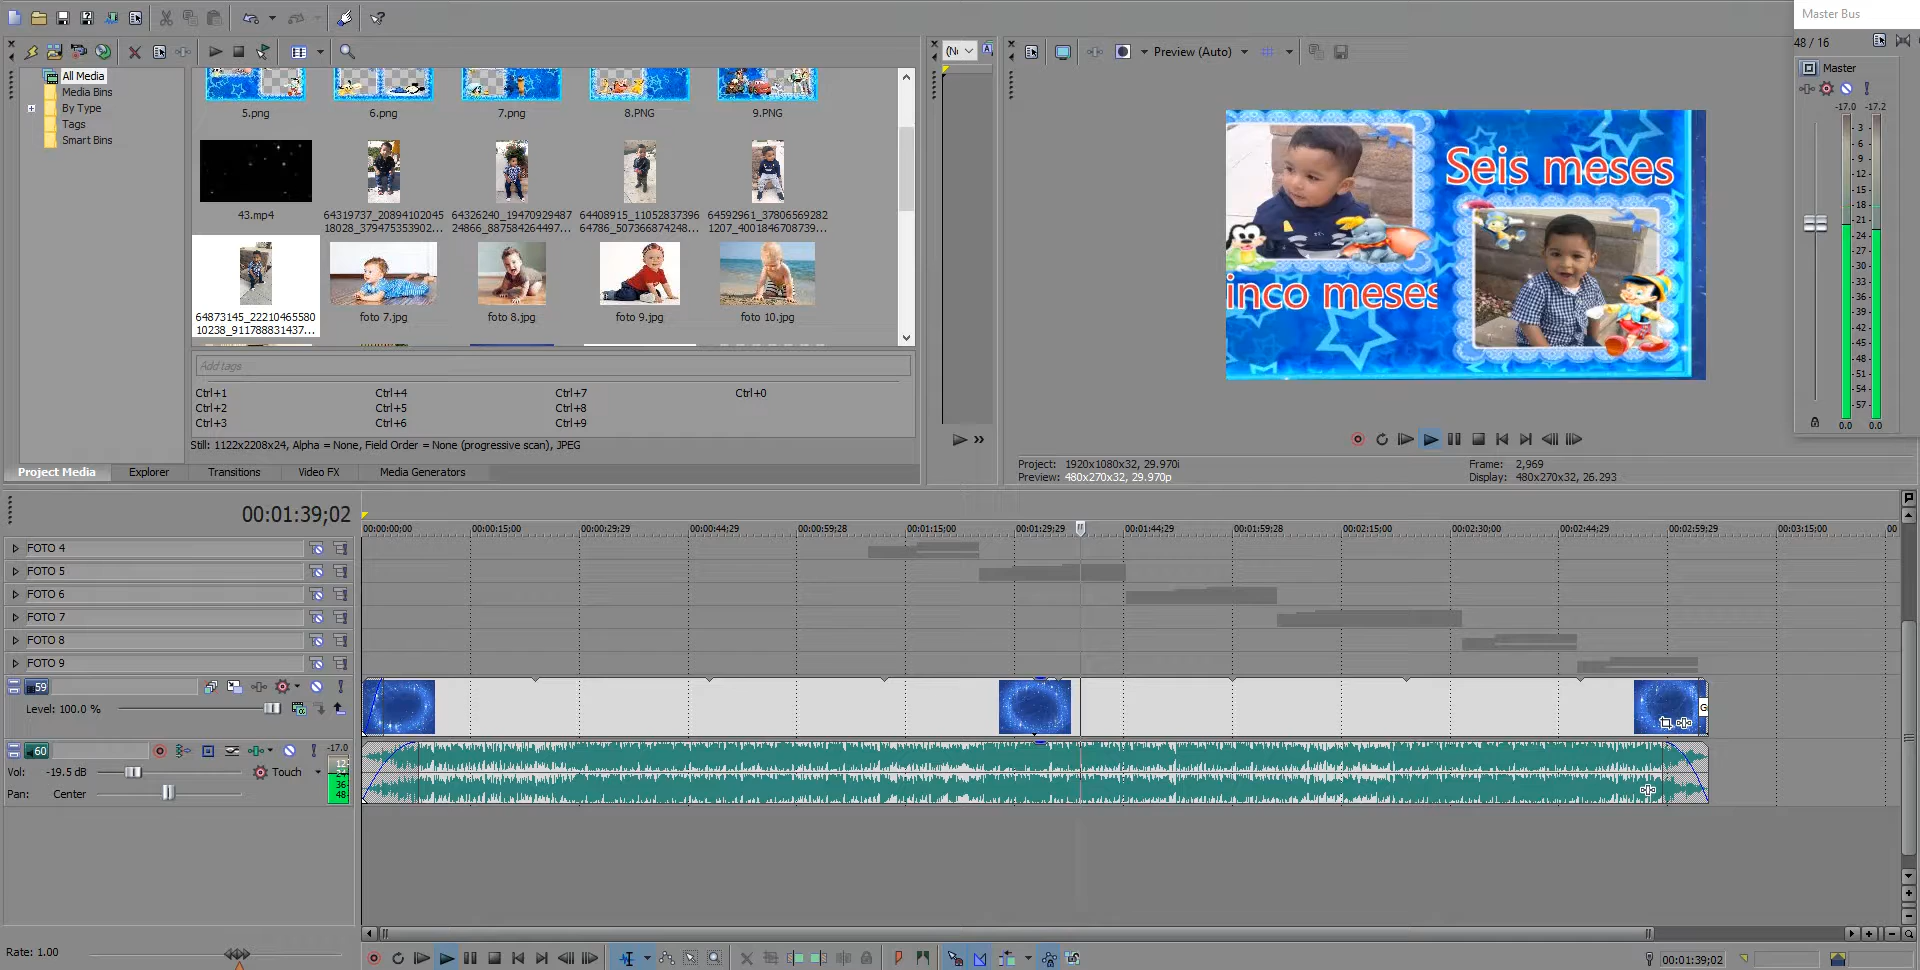 Master Bus
48 / 16
Master
-17.0 -17.2
3
6
9
12
15
18
21
24
27
30
33
36
39
42
45
48
51
54
57
0.0 0.0
All Media
Media Bins
By Type
Tags
Smart Bins
5.png
6.png
7.png
8.PNG
9.PNG
43.mp4
64319737_20894102045
18028_379475353902...
64326240_19470929487
24866_887584264497...
64408915_11052837396
64786_507366874248...
64592961_37806569282
1207_4001846708739...
64873145_22210465580
10238_911788831437...
foto 7.jpg
foto 8.jpg
foto 9.jpg
foto 10.jpg
Add tags
Ctrl+1
Ctrl+4
Ctrl+7
Ctrl+0
Ctrl+2
Ctrl+5
Ctrl+8
Ctrl+3
Ctrl+6
Ctrl+9
Still: 1122x2208x24, Alpha = None, Field Order = None (progressive scan), JPEG
Project Media
Explorer
Transitions
Video FX
Media Generators
Preview (Auto)
Seis meses
inco meses
Project: 1920x1080x32, 29.970i
Frame: 2,969
Preview: 480x270x32, 29.970p
Display: 480x270x32, 26.293
00:01:39;02
00:00:00;00
00:00:15;00
00:00:29;29
00:00:44;29
00:00:59;28
00:01:15;00
00:01:29;29
00:01:44;29
00:01:59;28
00:02:15;00
00:02:30;00
00:02:44;29
00:02:59;29
00:03:15;00
00
FOTO 4
FOTO 5
FOTO 6
FOTO 7
FOTO 8
FOTO 9
59
Level: 100.0 %
60
-17.0
Vol: -19.5 dB
Touch
12
24
36
48
Pan: Center
Rate: 1.00
00:01:39;02